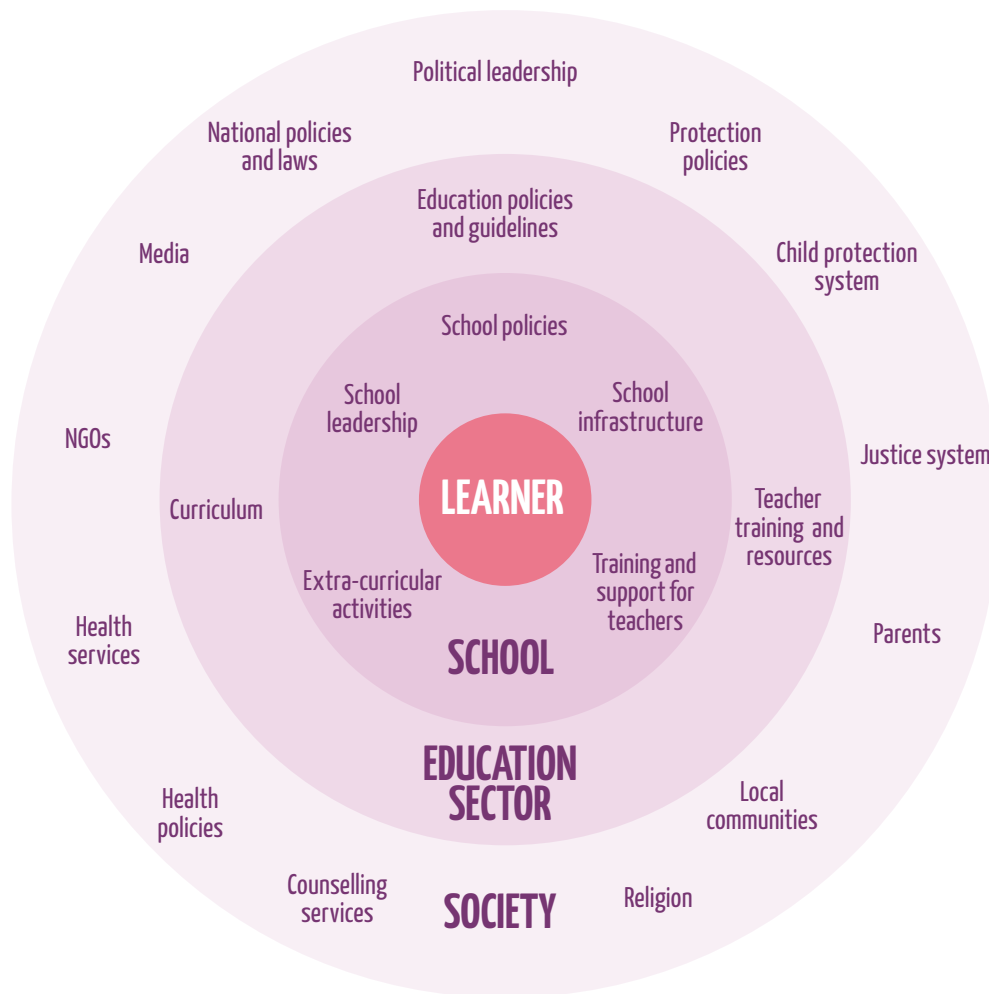 Political leadership
National policies
and laws
Protection
policies
Education policies
and guidelines
Media
Child protection
system
School policies
School
leadership
School
infrastructure
NGOs
Justice system
LEARNER
Curriculum
Teacher
training and
resources
Extra-curricular
activities
Training and
support for
teachers
Health
services
Parents
SCHOOL
EDUCATION
SECTOR
Health
policies
Local
communities
Counselling
services
SOCIETY
Religion